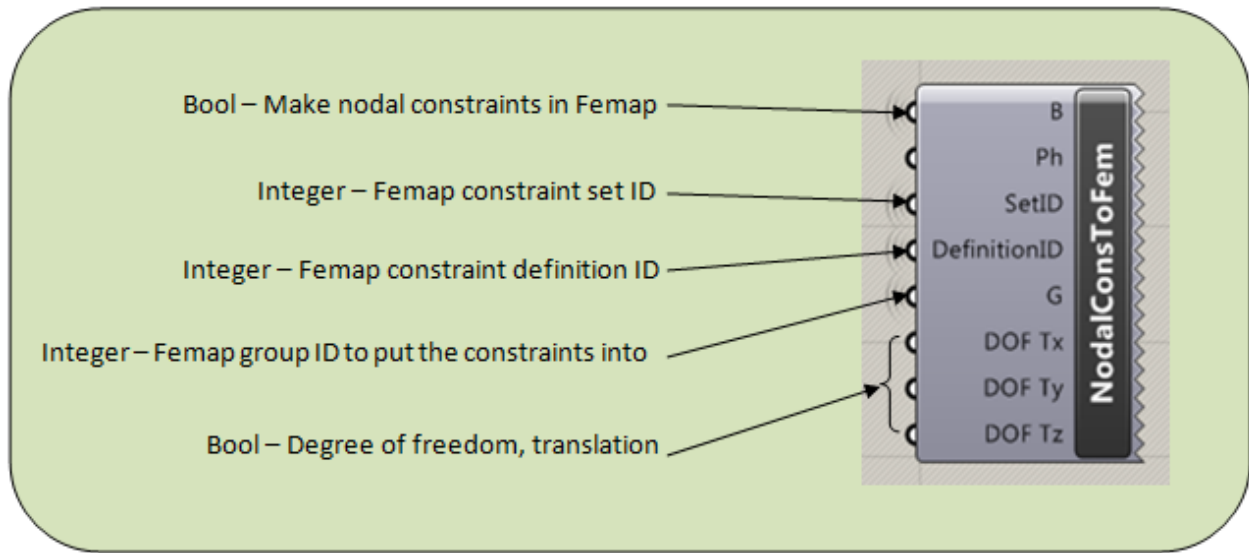 Bool – Make nodal constraints in Femap
Integer – Femap constraint set ID
Integer – Femap constraint definition ID
Integer – Femap group ID to put the constraints into
Bool – Degree of freedom, translation
B
Ph
SetID
DefinitionID
G
DOF Tx
DOF Ty
DOF Tz
NodalConsToFem